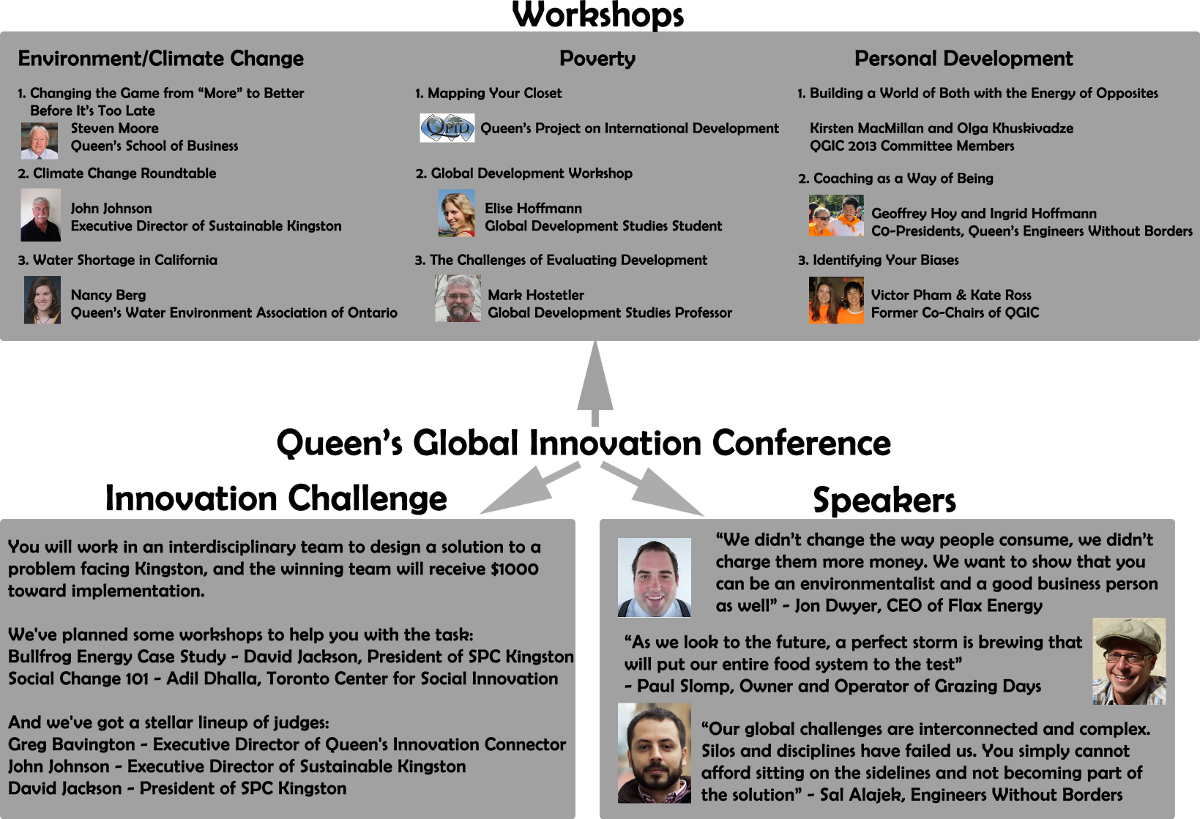 Workshops
Environment/Climate Change
1. Changing the Game from “More” to Better
Before It’s Too Late
Steven Moore
Queen’s School of Business
2. Climate Change Roundtable
John Johnson
Executive Director of Sustainable Kingston
3. Water Shortage in California
Nancy Berg
Queen’s Water Environment Association of Ontario
Poverty
1. Mapping Your Closet
QPID
Queen’s Project on International Development
2. Global Development Workshop
Elise Hoffmann
Global Development Studies Student
3. The Challenges of Evaluating Development
Mark Hostetler
Global Development Studies Professor
Personal Development
1. Building a World of Both with the Energy of Opposites
Kirsten MacMillan and Olga Khuskivadze
QGIC 2013 Committee Members
2. Coaching as a Way of Being
Geoffrey Hoy and Ingrid Hoffmann
C0-Presidents, Queen’s Engineers Without Borders
3. Identifying Your Biases
Victor Pham & Kate Ross
Former Co-Chairs of QGIC
Queen’s Global Innovation Conference
Innovation Challenge
You will work in an interdisciplinary team to design a solution to a
problem facing Kingston, and the winning team will receive $1000
toward implementation.
We've planned some workshops to help you with the task:
Bullfrog Energy Case Study - David Jackson, President of SPC Kingston
Social Change 101 - Adil Dhalla, Toronto Center for Social Innovation
And we've got a stellar lineup of judges:
Greg Bavington - Executive Director of Queen's Innovation Connector
John Johnson - Executive Director of Sustainable Kingston
David Jackson - President of SPC Kingston
Speakers
“We didn’t change the way people consume, we didn’t
charge them more money. We want to show that you
can be an environmentalist and a good business person
as well” - Jon Dwyer, CEO of Flax Energy
“As we look to the future, a perfect storm is brewing that
will put our entire food system to the test”
- Paul Slomp, Owner and Operator of Grazing Days
“Our global challenges are interconnected and complex.
Silos and disciplines have failed us. You simply cannot
afford sitting on the sidelines and not becoming part of
the solution” - Sal Alajek, Engineers Without Borders